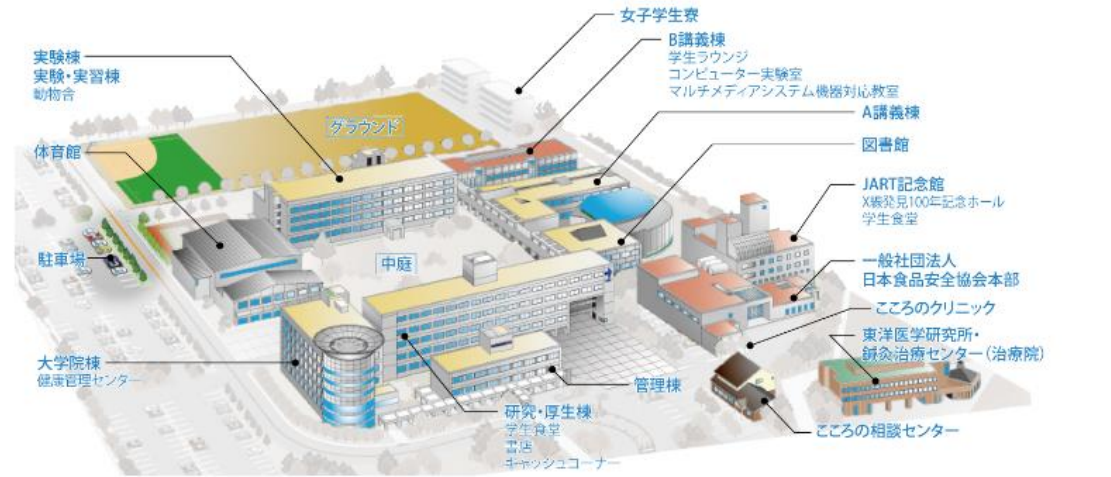 女子学生寮
B講義棟
学生ラウンジ
コンピューター実験室
マルチメディアシステム機器対応教室
A講義棟
図書館
JART記念館
X線発見100年記念ホール
学生食堂
一般社団法人
日本食品安全協会本部
こころのクリニック
東洋医学研究所・
鍼灸治療センター(治療院)
こころの相談センター
管理棟
研究・厚生棟
学生食堂
書店
キャッシュコーナー
大学院棟
健康管理センター
駐車場
体育館
実験棟
実験・実習棟
動物舎
グラウンド
中庭